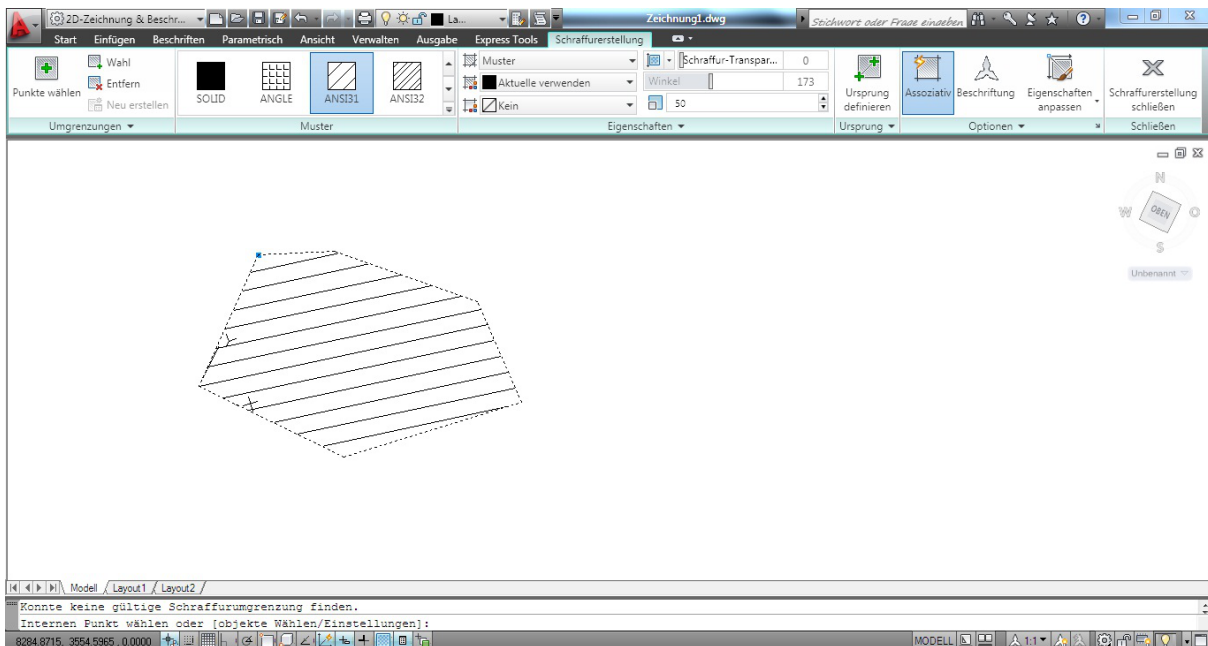 2D-Zeichnung & Beschr... La... Zeichnung1.dwg Stichwort oder Frage eingeben
Start Einfügen Beschriften Parametrisch Ansicht Verwalten Ausgabe Express Tools Schraffurerstellung
Punkte wählen
Wahl
Entfern
Neu erstellen
SOLID ANGLE ANSI31 ANSI32
Muster
Aktuelle verwenden
Kein
Schraffur-Transpar... 0
Winkel 173
50
Ursprung
definieren
Assoziativ
Beschriftung
Eigenschaften
anpassen
Schraffurerstellung
schließen
Umgrenzungen Muster Eigenschaften Ursprung Optionen Schließen
N
W OBEN O
S
Unbenannt
Y
X
Modell Layout1 Layout2
Konnte keine gültige Schraffurumgrenzung finden.
Internen Punkt wählen oder [objekte Wählen/Einstellungen]:
8284.8715, 3554.5965 , 0.0000 MODELL 1:1